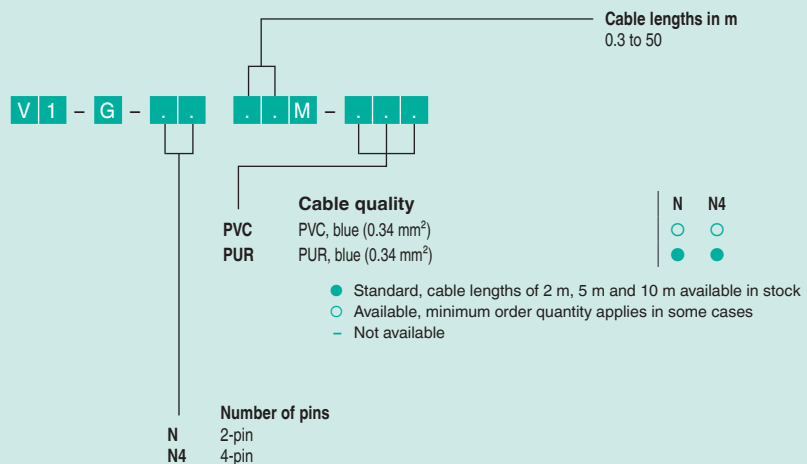 Cable lengths in m
0.3 to 50
V 1 – G – . . . . M – . . .
Cable quality N N4
PVC PVC, blue (0.34 mm²) ○ ○
PUR PUR, blue (0.34 mm²) ● ●
● Standard, cable lengths of 2 m, 5 m and 10 m available in stock
○ Available, minimum order quantity applies in some cases
– Not available
Number of pins
N 2-pin
N4 4-pin